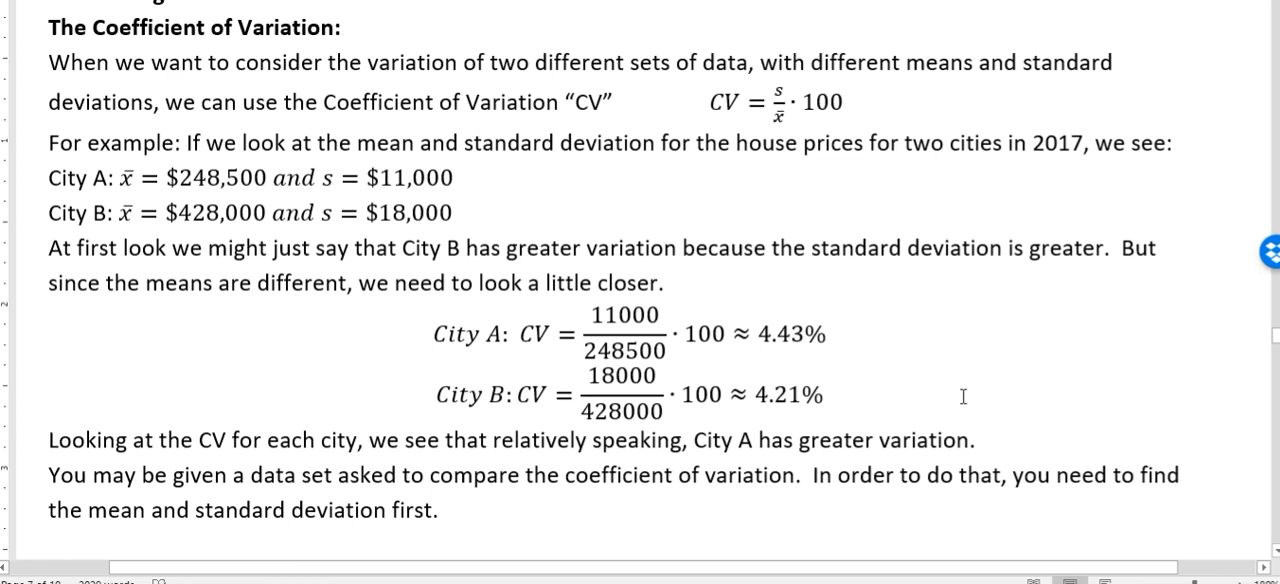 The Coefficient of Variation:
When we want to consider the variation of two different sets of data, with different means and standard
deviations, we can use the Coefficient of Variation “CV” CV = s/x̄ · 100
For example: If we look at the mean and standard deviation for the house prices for two cities in 2017, we see:
City A: x̄ = $248,500 and s = $11,000
City B: x̄ = $428,000 and s = $18,000
At first look we might just say that City B has greater variation because the standard deviation is greater. But
since the means are different, we need to look a little closer.
City A: CV = 11000/248500 · 100 ≈ 4.43%
City B: CV = 18000/428000 · 100 ≈ 4.21%
Looking at the CV for each city, we see that relatively speaking, City A has greater variation.
You may be given a data set asked to compare the coefficient of variation. In order to do that, you need to find
the mean and standard deviation first.